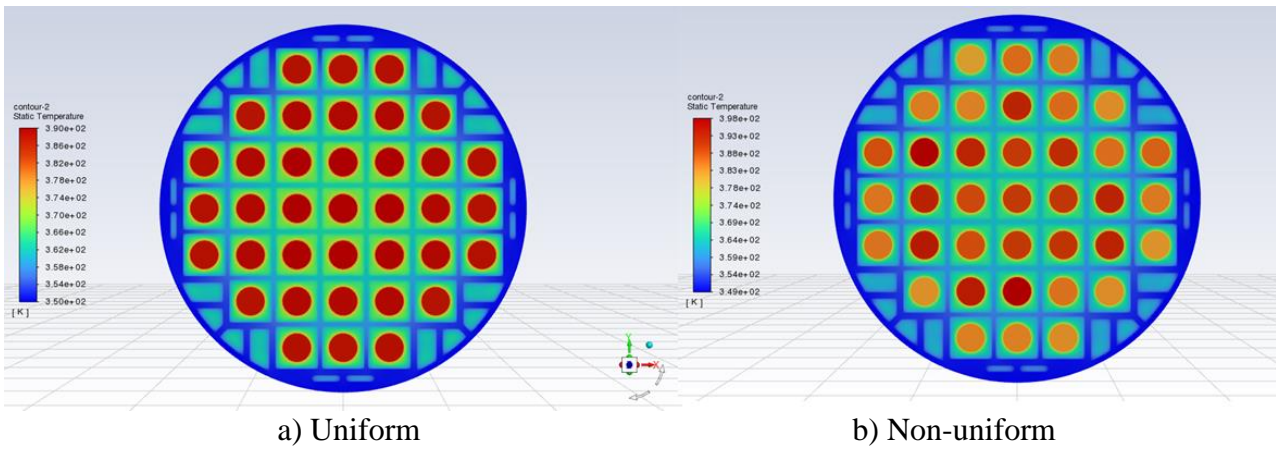 contour-2
Static Temperature
3.90e+02
3.86e+02
3.82e+02
3.78e+02
3.74e+02
3.70e+02
3.66e+02
3.62e+02
3.58e+02
3.54e+02
3.50e+02
[ K ]
Y
X
a) Uniform
contour-2
Static Temperature
3.98e+02
3.93e+02
3.88e+02
3.83e+02
3.78e+02
3.74e+02
3.69e+02
3.64e+02
3.59e+02
3.54e+02
3.49e+02
[ K ]
b) Non-uniform